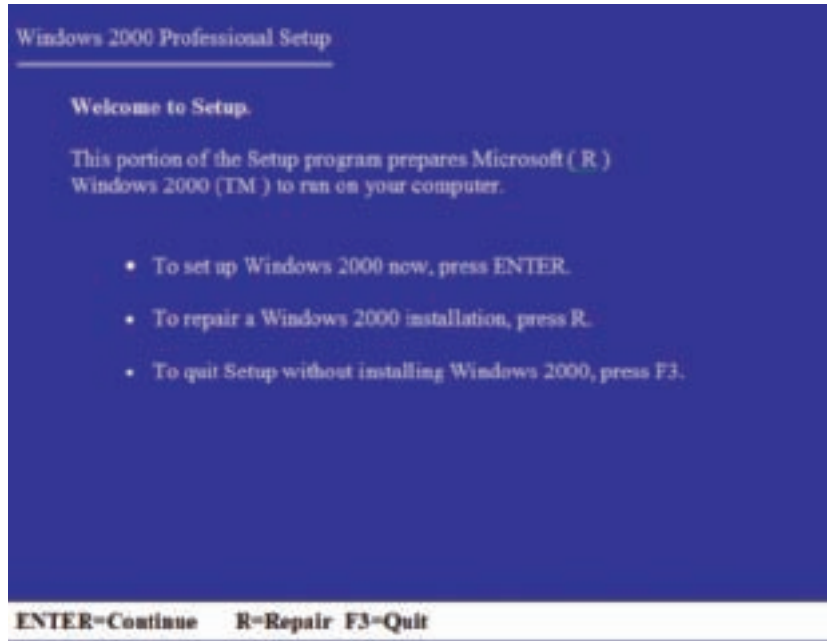 Windows 2000 Professional Setup
Welcome to Setup.
This portion of the Setup program prepares Microsoft ( R )
Windows 2000 (TM ) to run on your computer.
• To set up Windows 2000 now, press ENTER.
• To repair a Windows 2000 installation, press R.
• To quit Setup without installing Windows 2000, press F3.
ENTER=Continue R=Repair F3=Quit